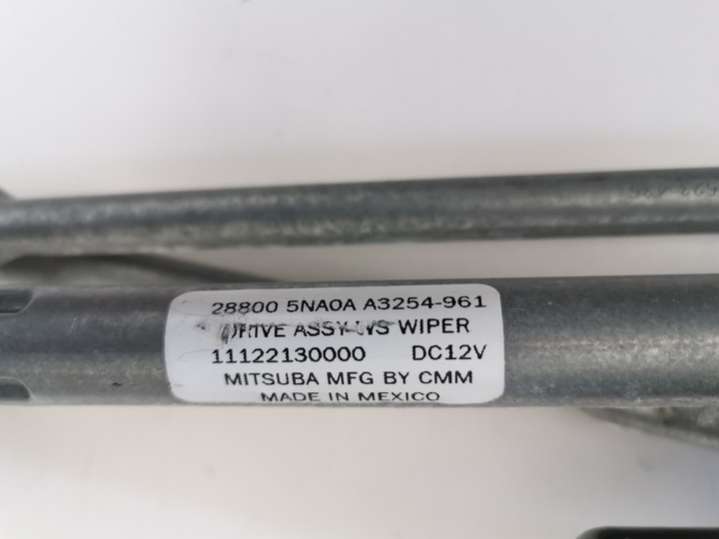 28800 5NA0A A3254-961
DRIVE ASSY-WS WIPER
11122130000 DC12V
MITSUBA MFG BY CMM
MADE IN MEXICO